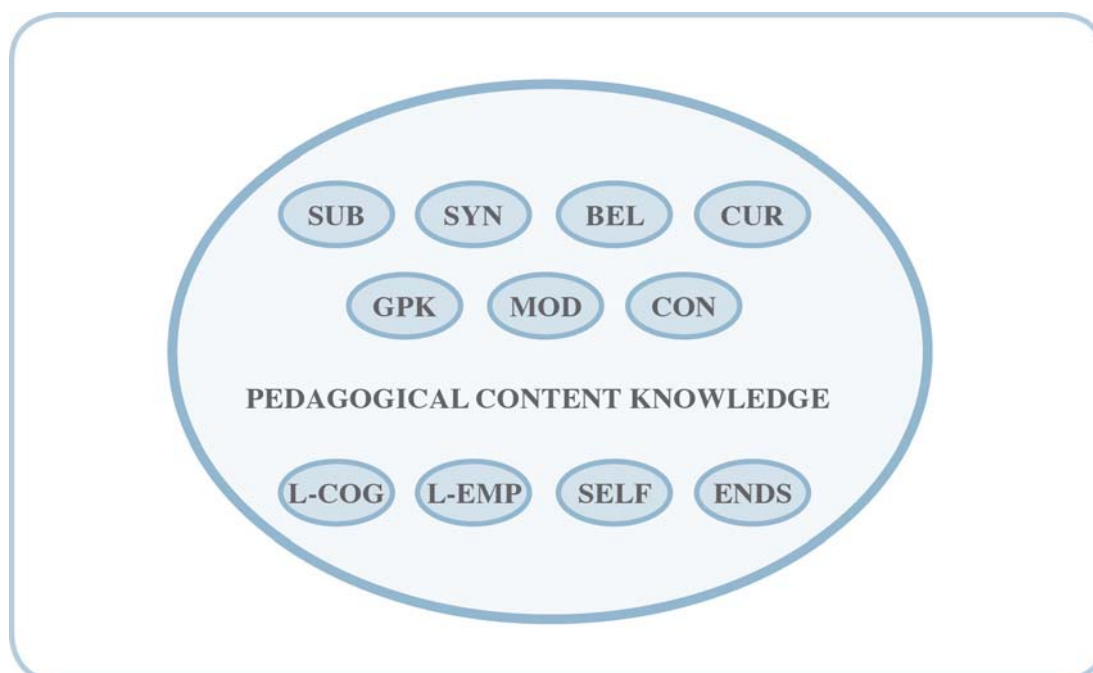 SUB SYN BEL CUR
GPK MOD CON
PEDAGOGICAL CONTENT KNOWLEDGE
L-COG L-EMP SELF ENDS